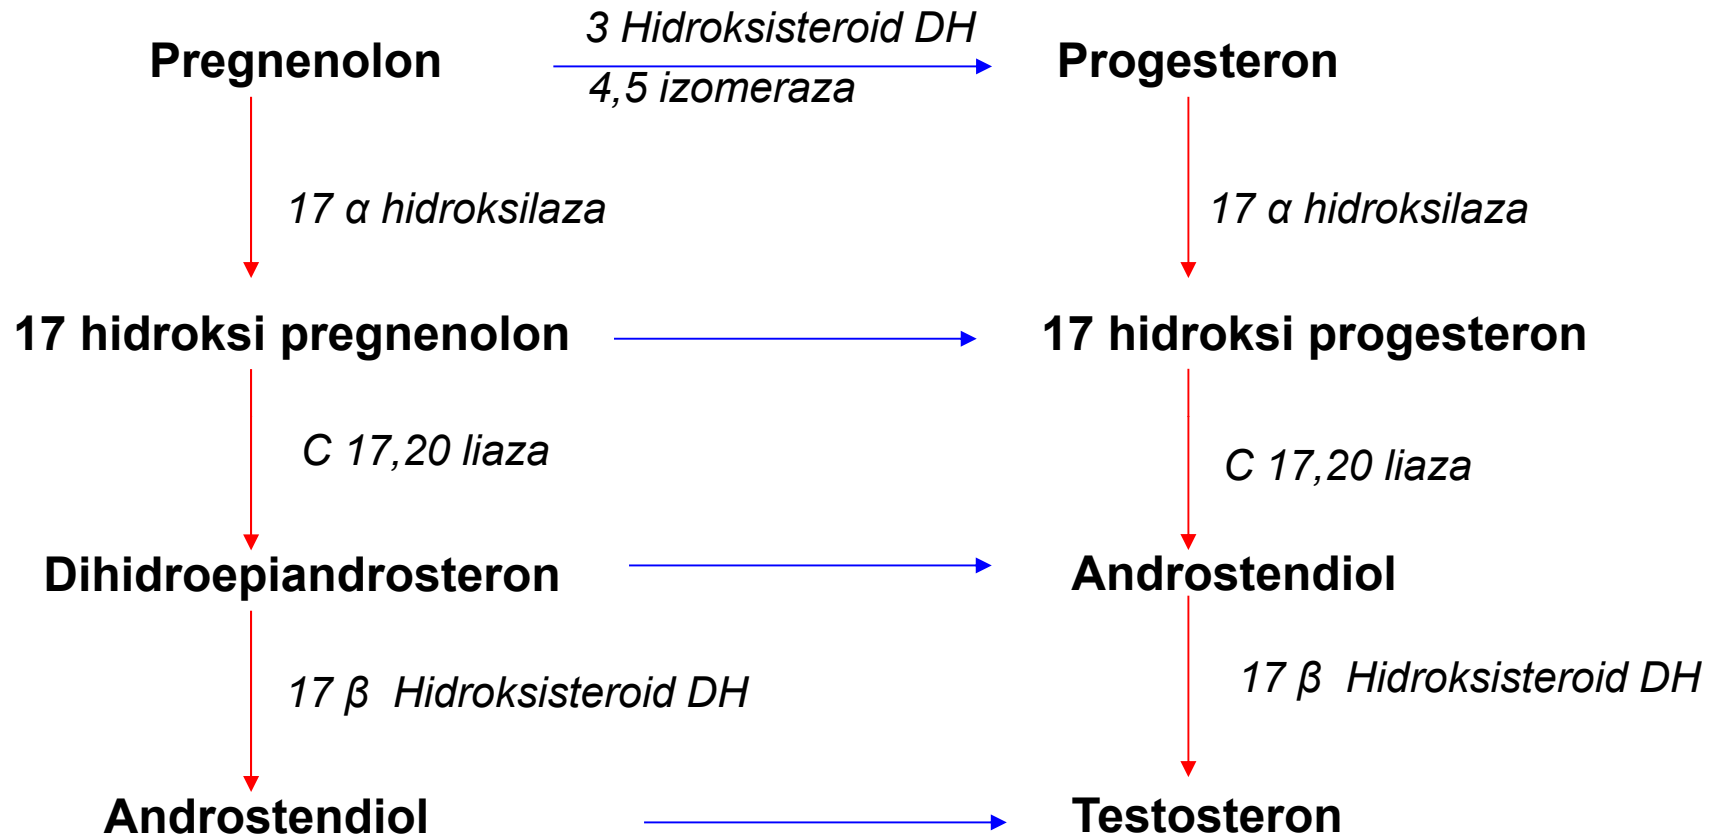 3 Hidroksisteroid DH
Pregnenolon
Progesteron
4,5 izomeraza
17 α hidroksilaza
17 α hidroksilaza
17 hidroksi pregnenolon
17 hidroksi progesteron
C 17,20 liaza
C 17,20 liaza
Dihidroepiandrosteron
Androstendiol
17 β Hidroksisteroid DH
17 β Hidroksisteroid DH
Androstendiol
Testosteron